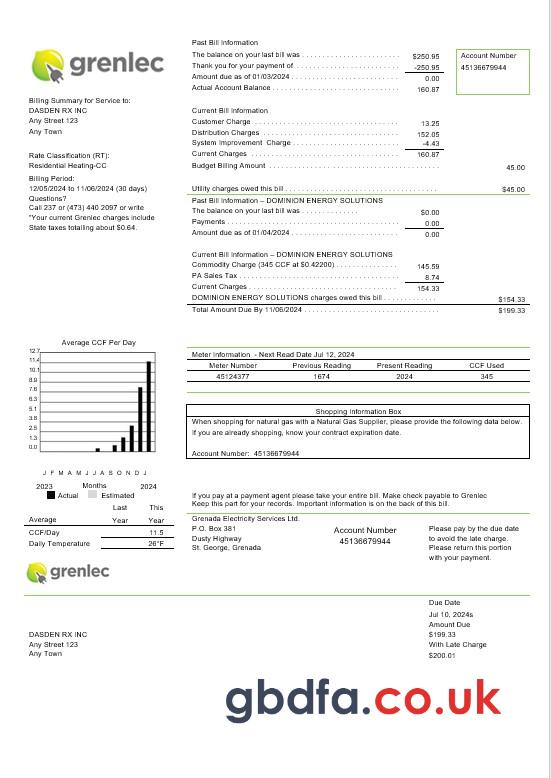 grenlec
Billing Summary for Service to:
DASDEN RX INC
Any Street 123
Any Town
Rate Classification (RT):
Residential Heating-CC
Billing Period:
12/05/2024 to 11/06/2024 (30 days)
Questions?
Call 237 or (473) 440 2097 or write
"Your current Grenlec charges include
State taxes totalling about $0.64.
Past Bill Information
The balance on your last bill was $250.95
Thank you for your payment of -250.95
Amount due as of 01/03/2024 0.00
Actual Account Balance 160.87
Account Number
45136679944
Current Bill Information
Customer Charge 13.25
Distribution Charges 152.05
System Improvement Charge -4.43
Current Charges 160.87
Budget Billing Amount 45.00
Utility charges owed this bill $45.00
Past Bill Information – DOMINION ENERGY SOLUTIONS
The balance on your last bill was $0.00
Payments 0.00
Amount due as of 01/04/2024 0.00
Current Bill Information – DOMINION ENERGY SOLUTIONS
Commodity Charge (345 CCF at $0.42200) 145.59
PA Sales Tax 8.74
Current Charges 154.33
DOMINION ENERGY SOLUTIONS charges owed this bill $154.33
Total Amount Due By 11/06/2024 $199.33
Average CCF Per Day
12.7
11.4
10.1
8.9
7.6
6.3
5.1
3.8
2.5
1.3
0.0
J F M A M J J A S O N D J
2023 Months 2024
Actual Estimated
Last This
Average Year Year
CCF/Day 11.5
Daily Temperature 26°F
Meter Information - Next Read Date Jul 12, 2024
Meter Number Previous Reading Present Reading CCF Used
45124377 1674 2024 345
Shopping Information Box
When shopping for natural gas with a Natural Gas Supplier, please provide the following data below.
If you are already shopping, know your contract expiration date.
Account Number: 45136679944
If you pay at a payment agent please take your entire bill. Make check payable to Grenlec
Keep this part for your records. Important information is on the back of this bill.
Grenada Electricity Services Ltd.
P.O. Box 381
Dusty Highway
St. George, Grenada
Account Number
45136679944
Please pay by the due date
to avoid the late charge.
Please return this portion
with your payment.
grenlec
Due Date
Jul 10, 2024s
Amount Due
$199.33
With Late Charge
$200.01
DASDEN RX INC
Any Street 123
Any Town
gbdfa.co.uk